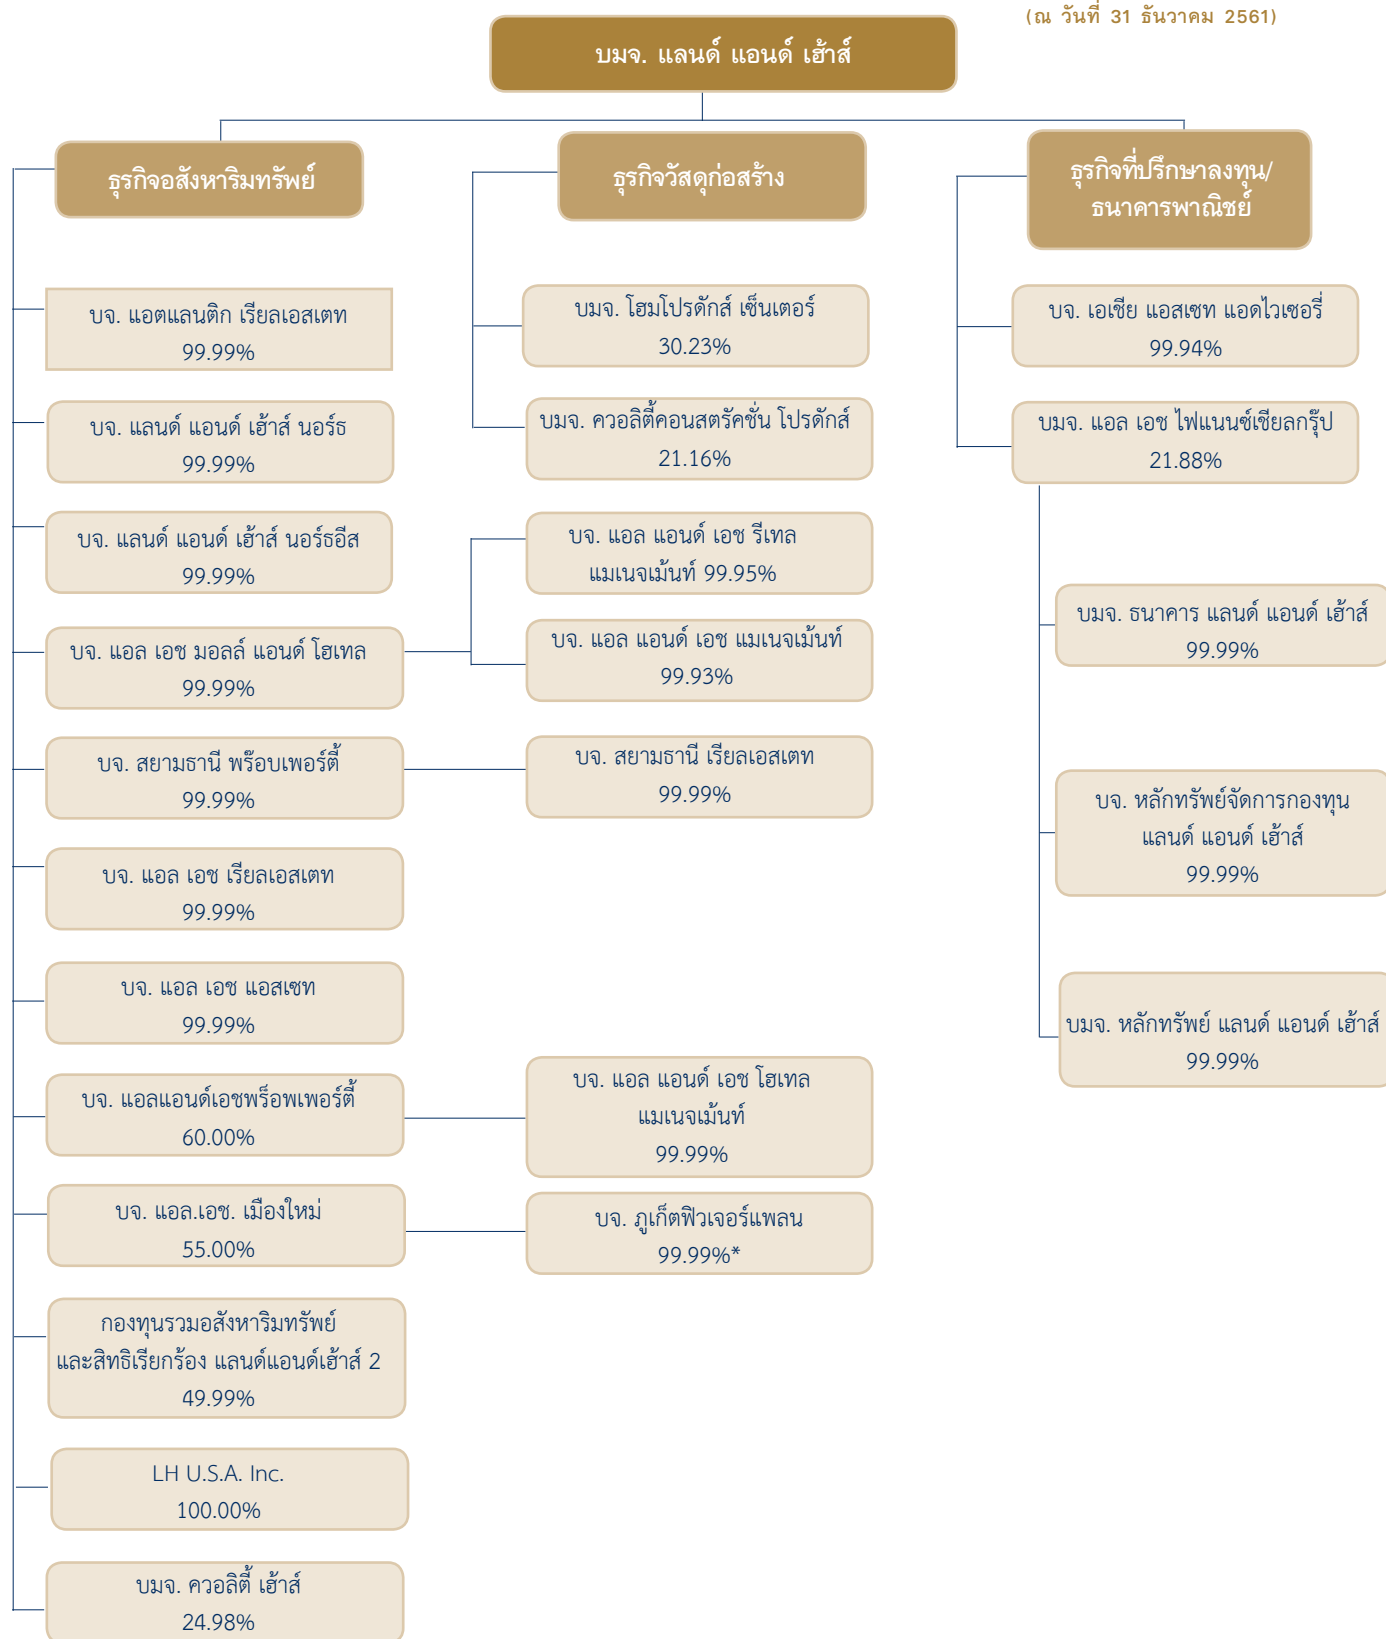 (ณ วันที่ 31 ธันวาคม 2561)
บมจ. แลนด์ แอนด์ เฮ้าส์
ธุรกิจอสังหาริมทรัพย์
บจ. แอตแลนติก เรียลเอสเตท
99.99%
บจ. แลนด์ แอนด์ เฮ้าส์ นอร์ธ
99.99%
บจ. แลนด์ แอนด์ เฮ้าส์ นอร์ธอีส
99.99%
บจ. แอล เอช มอลล์ แอนด์ โฮเทล
99.99%
บจ. สยามธานี พร๊อบเพอร์ตี้
99.99%
บจ. แอล เอช เรียลเอสเตท
99.99%
บจ. แอล เอช แอสเซท
99.99%
บจ. แอลแอนด์เอชพร็อพเพอร์ตี้
60.00%
บจ. แอล.เอช. เมืองใหม่
55.00%
กองทุนรวมอสังหาริมทรัพย์
และสิทธิเรียกร้อง แลนด์แอนด์เฮ้าส์ 2
49.99%
LH U.S.A. Inc.
100.00%
บมจ. ควอลิตี้ เฮ้าส์
24.98%
ธุรกิจวัสดุก่อสร้าง
บมจ. โฮมโปรดักส์ เซ็นเตอร์
30.23%
บมจ. ควอลิตี้คอนสตรัคชั่น โปรดักส์
21.16%
บจ. แอล แอนด์ เอช รีเทล
แมเนจเม้นท์ 99.95%
บจ. แอล แอนด์ เอช แมเนจเม้นท์
99.93%
บจ. สยามธานี เรียลเอสเตท
99.99%
บจ. แอล แอนด์ เอช โฮเทล
แมเนจเม้นท์
99.99%
บจ. ภูเก็ตฟิวเจอร์แพลน
99.99%*
ธุรกิจที่ปรึกษาลงทุน/
ธนาคารพาณิชย์
บจ. เอเชีย แอสเซท แอดไวเซอรี่
99.94%
บมจ. แอล เอช ไฟแนนซ์เชียลกรุ๊ป
21.88%
บมจ. ธนาคาร แลนด์ แอนด์ เฮ้าส์
99.99%
บจ. หลักทรัพย์จัดการกองทุน
แลนด์ แอนด์ เฮ้าส์
99.99%
บมจ. หลักทรัพย์ แลนด์ แอนด์ เฮ้าส์
99.99%